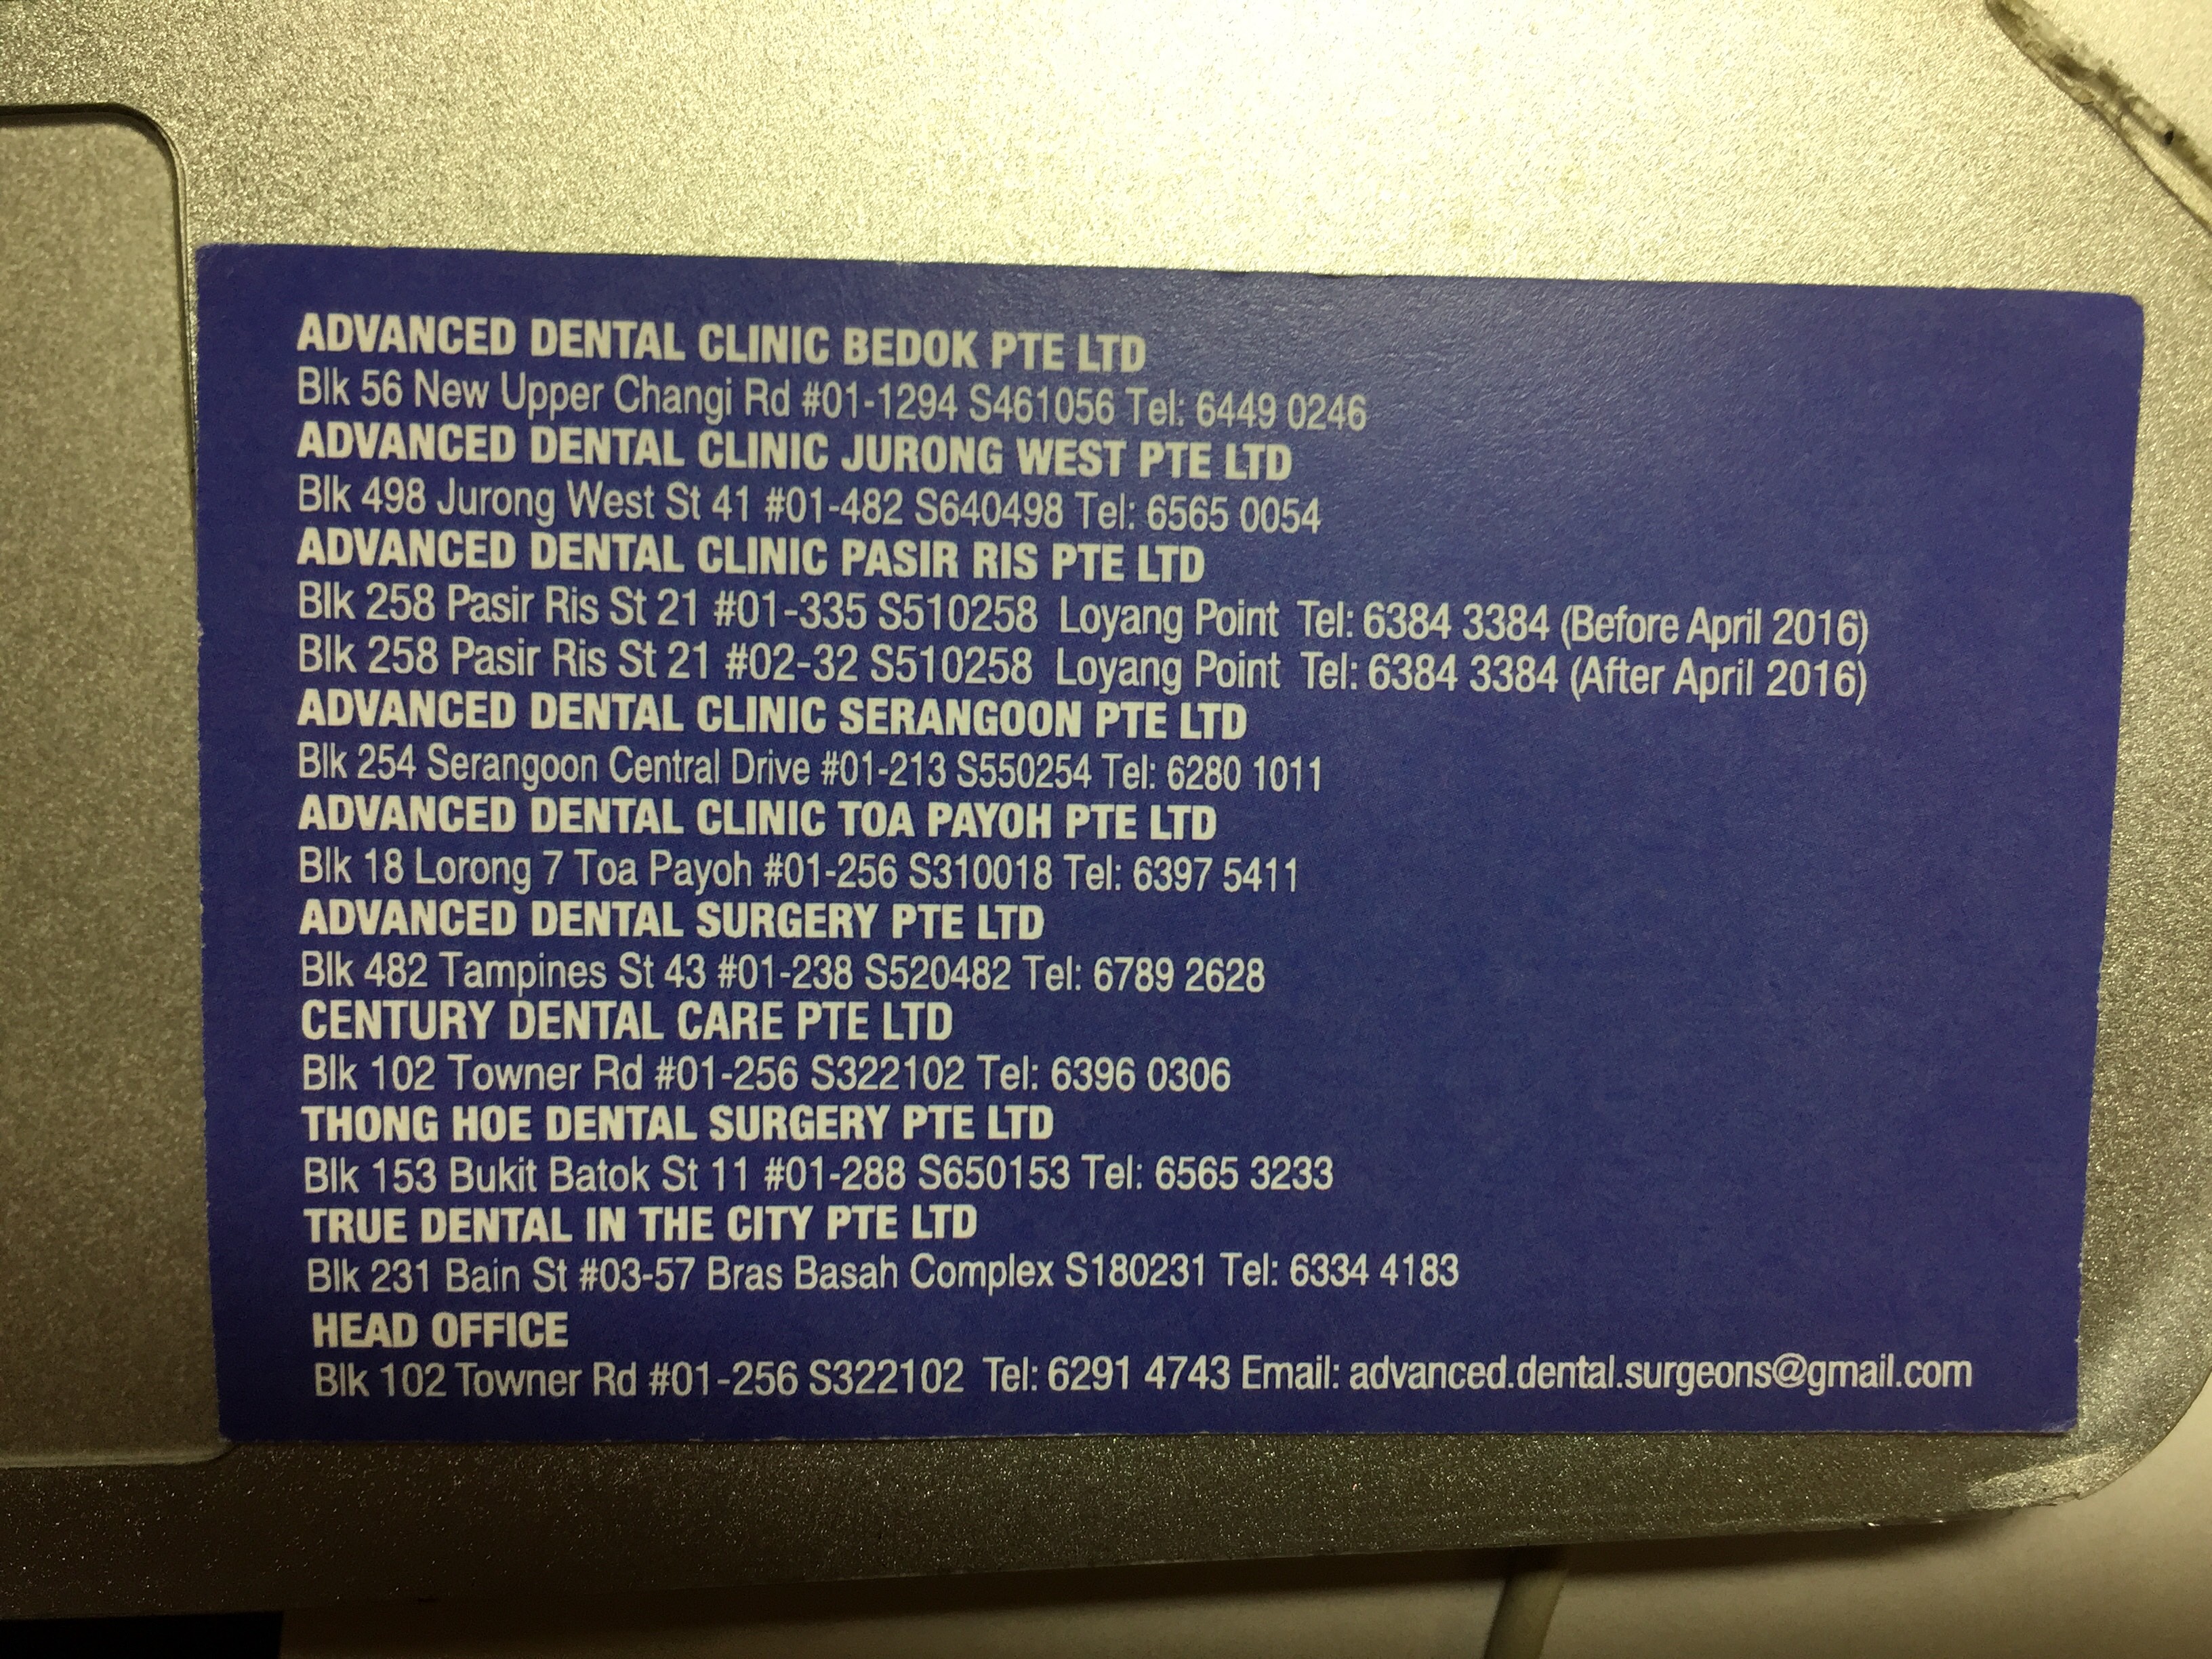 ADVANCED DENTAL CLINIC BEDOK PTE LTD
Blk 56 New Upper Changi Rd #01-1294 S461056 Tel: 6449 0246
ADVANCED DENTAL CLINIC JURONG WEST PTE LTD
Blk 498 Jurong West St 41 #01-482 S640498 Tel: 6565 0054
ADVANCED DENTAL CLINIC PASIR RIS PTE LTD
Blk 258 Pasir Ris St 21 #01-335 S510258 Loyang Point Tel: 6384 3384 (Before April 2016)
Blk 258 Pasir Ris St 21 #02-32 S510258 Loyang Point Tel: 6384 3384 (After April 2016)
ADVANCED DENTAL CLINIC SERANGOON PTE LTD
Blk 254 Serangoon Central Drive #01-213 S550254 Tel: 6280 1011
ADVANCED DENTAL CLINIC TOA PAYOH PTE LTD
Blk 18 Lorong 7 Toa Payoh #01-256 S310018 Tel: 6397 5411
ADVANCED DENTAL SURGERY PTE LTD
Blk 482 Tampines St 43 #01-238 S520482 Tel: 6789 2628
CENTURY DENTAL CARE PTE LTD
Blk 102 Towner Rd #01-256 S322102 Tel: 6396 0306
THONG HOE DENTAL SURGERY PTE LTD
Blk 153 Bukit Batok St 11 #01-288 S650153 Tel: 6565 3233
TRUE DENTAL IN THE CITY PTE LTD
Blk 231 Bain St #03-57 Bras Basah Complex S180231 Tel: 6334 4183
HEAD OFFICE
Blk 102 Towner Rd #01-256 S322102 Tel: 6291 4743 Email: advanced.dental.surgeons@gmail.com